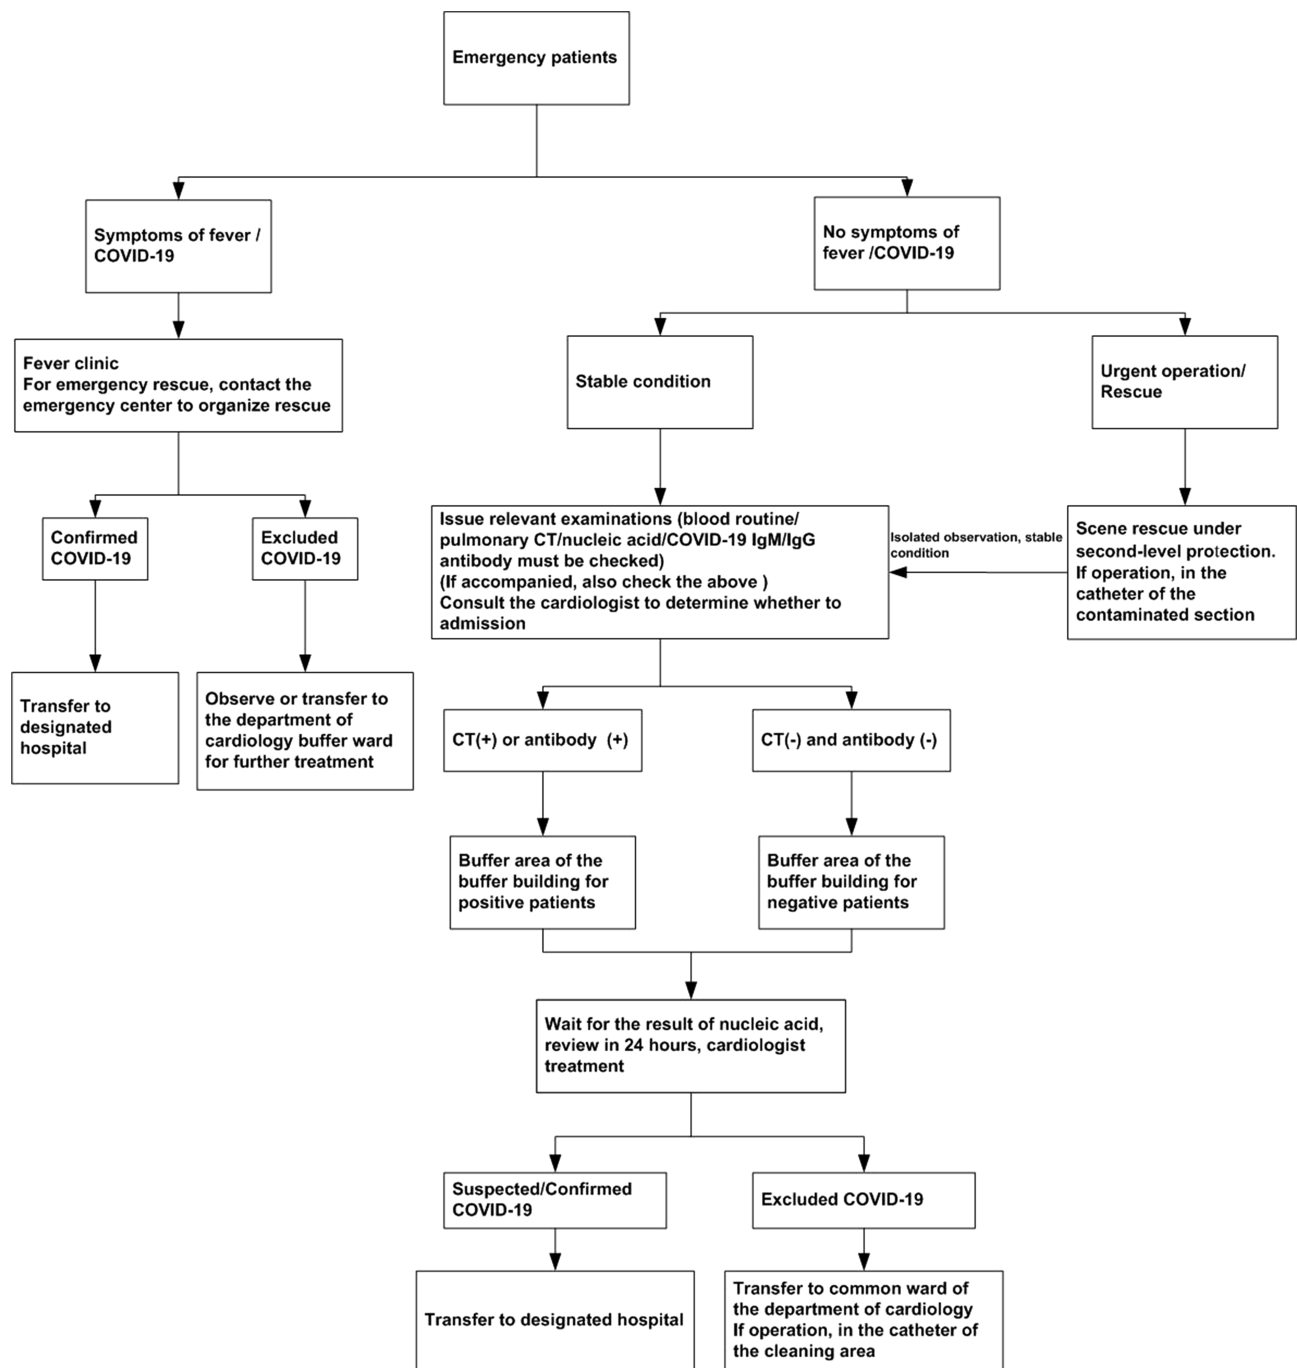 Emergency patients
Symptoms of fever /
COVID-19
No symptoms of
fever /COVID-19
Fever clinic
For emergency rescue, contact the
emergency center to organize rescue
Stable condition
Urgent operation/
Rescue
Confirmed
COVID-19
Excluded
COVID-19
Issue relevant examinations (blood routine/
pulmonary CT/nucleic acid/COVID-19 IgM/IgG
antibody must be checked)
(If accompanied, also check the above )
Consult the cardiologist to determine whether to
admission
Isolated observation, stable
condition
Scene rescue under
second-level protection.
If operation, in the
catheter of the
contaminated section
Transfer to
designated
hospital
Observe or transfer to
the department of
cardiology buffer ward
for further treatment
CT(+) or antibody (+)
CT(-) and antibody (-)
Buffer area of the
buffer building for
positive patients
Buffer area of the
buffer building for
negative patients
Wait for the result of nucleic acid,
review in 24 hours, cardiologist
treatment
Suspected/Confirmed
COVID-19
Excluded COVID-19
Transfer to designated hospital
Transfer to common ward of
the department of cardiology
If operation, in the catheter of
the cleaning area